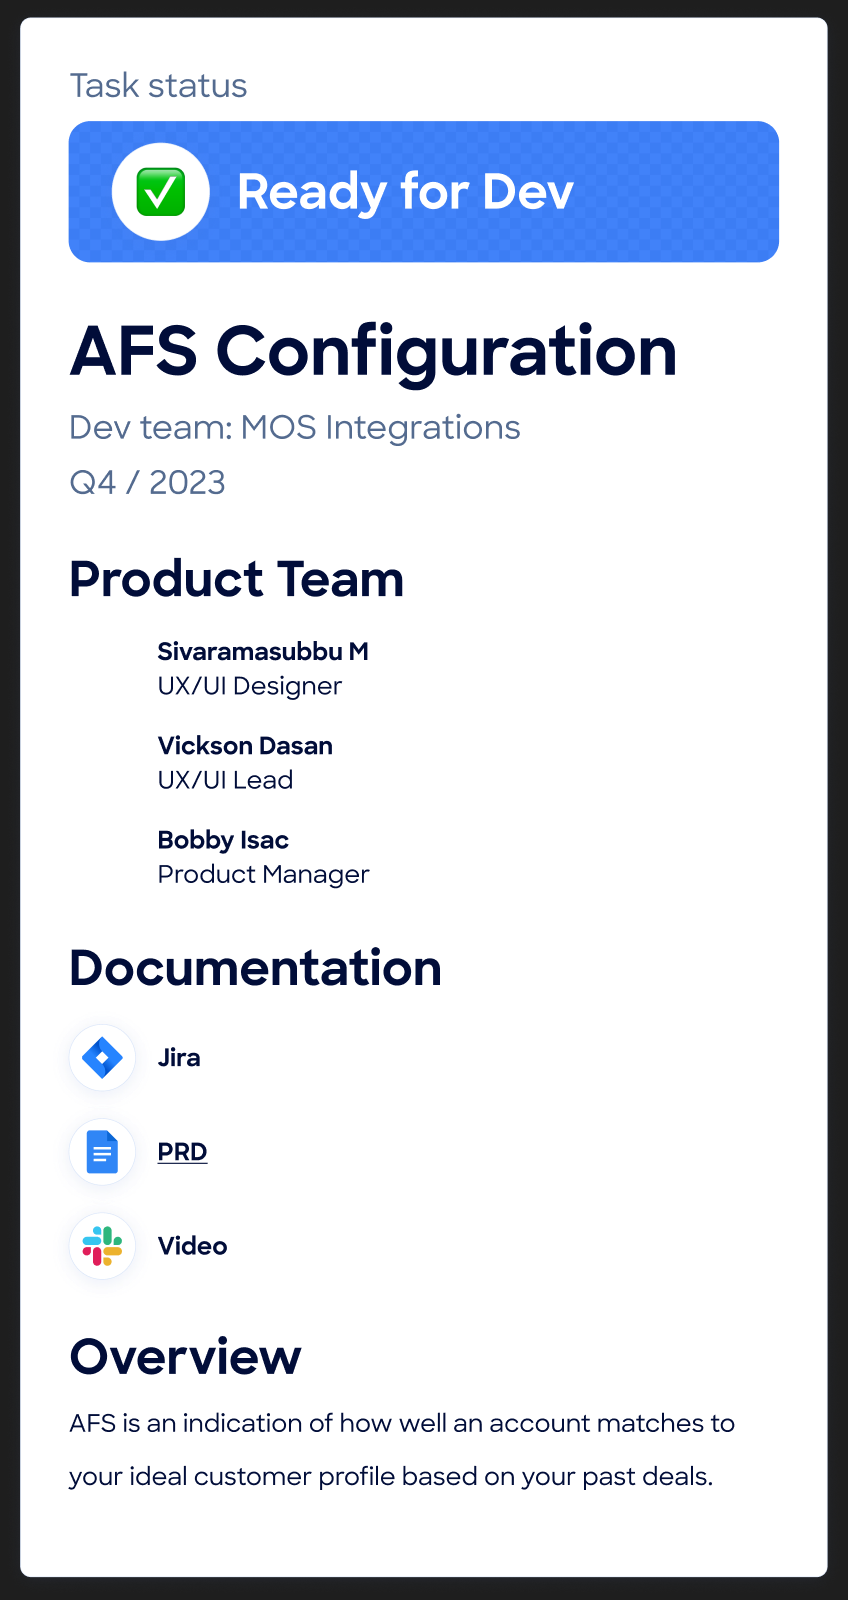 Task status
Ready for Dev
AFS Configuration
Dev team: MOS Integrations
Q4 / 2023
Product Team
Sivaramasubbu M
UX/UI Designer
Vickson Dasan
UX/UI Lead
Bobby Isac
Product Manager
Documentation
Jira
PRD
Video
Overview
AFS is an indication of how well an account matches to
your ideal customer profile based on your past deals.